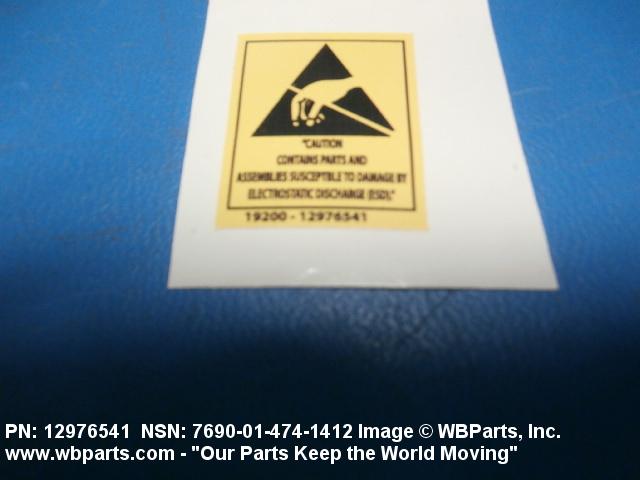 "CAUTION
CONTAINS PARTS AND
ASSEMBLIES SUSCEPTIBLE TO DAMAGE BY
ELECTROSTATIC DISCHARGE (ESD)."
19200 - 12976541
PN: 12976541 NSN: 7690-01-474-1412 Image © WBParts, Inc.
www.wbparts.com - "Our Parts Keep the World Moving"